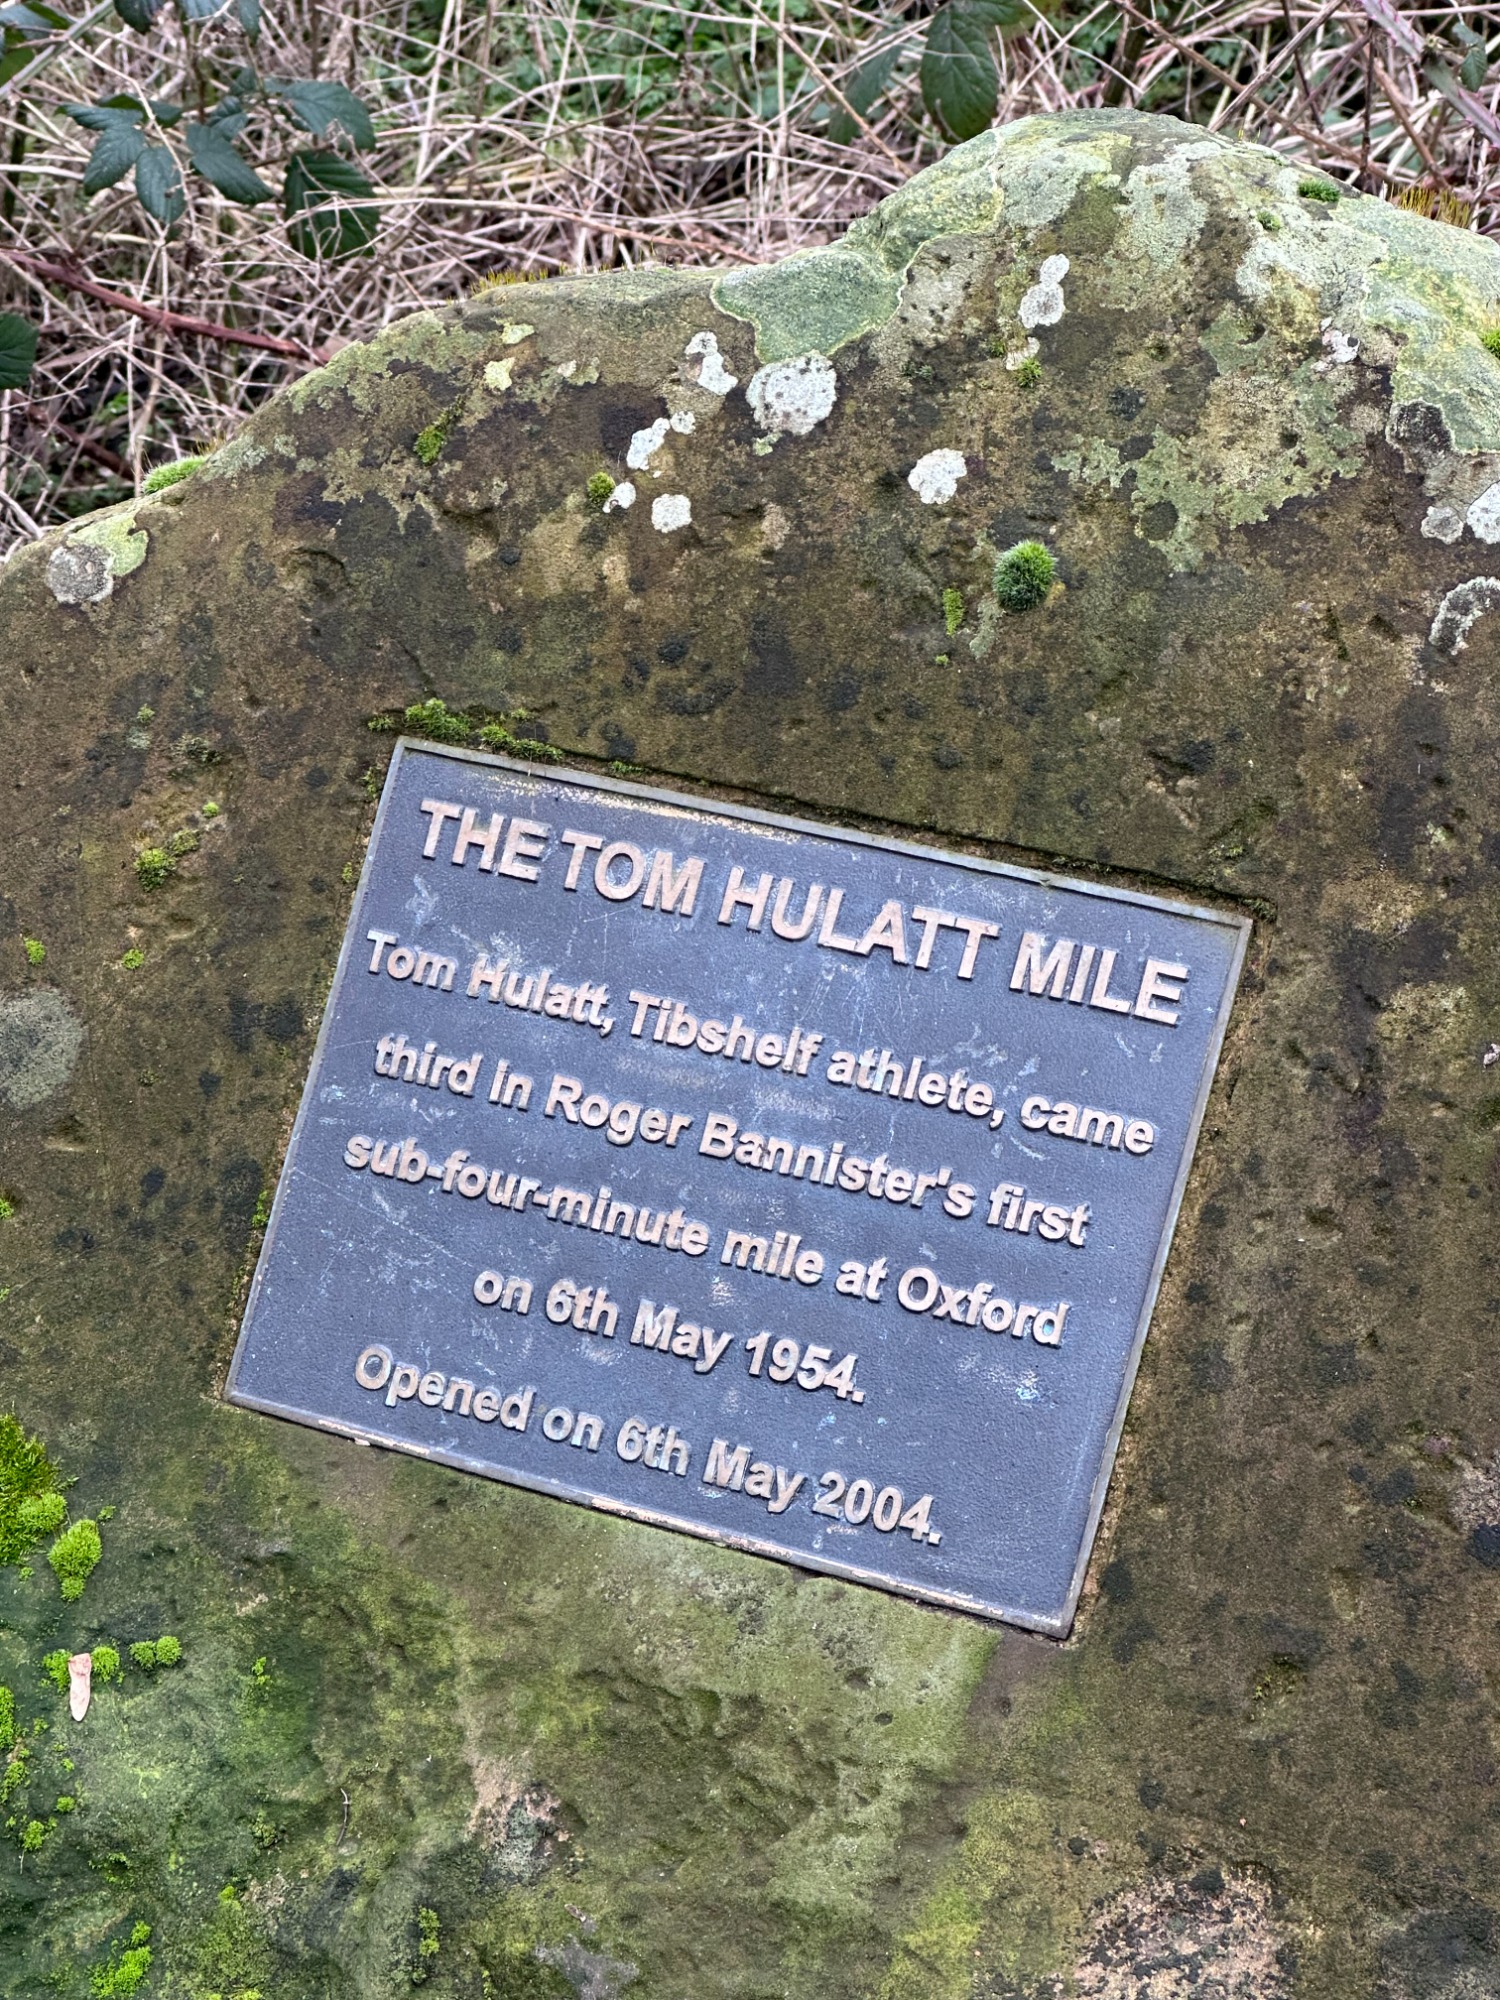 THE TOM HULATT MILE
Tom Hulatt, Tibshelf athlete, came
third in Roger Bannister's first
sub-four-minute mile at Oxford
on 6th May 1954.
Opened on 6th May 2004.